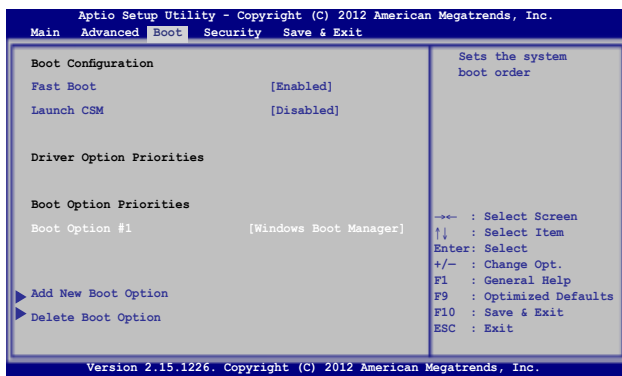 Aptio Setup Utility - Copyright (C) 2012 American Megatrends, Inc.
Main Advanced Boot Security Save & Exit
Boot Configuration
Fast Boot [Enabled]
Launch CSM [Disabled]
Driver Option Priorities
Boot Option Priorities
Boot Option #1 [Windows Boot Manager]
Add New Boot Option
Delete Boot Option
Sets the system
boot order
→← : Select Screen
↑↓ : Select Item
Enter: Select
+/— : Change Opt.
F1 : General Help
F9 : Optimized Defaults
F10 : Save & Exit
ESC : Exit
Version 2.15.1226. Copyright (C) 2012 American Megatrends, Inc.